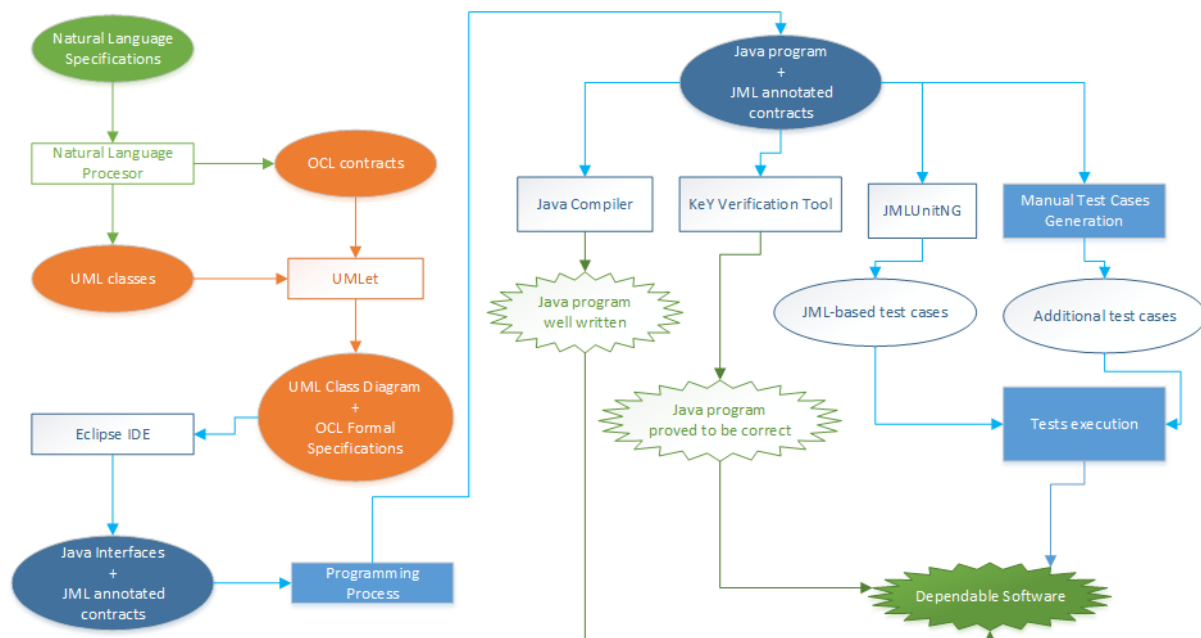 Natural Language
Specifications
Natural Language
Procesor
OCL contracts
UML classes
UMLet
UML Class Diagram
+
OCL Formal
Specifications
Eclipse IDE
Java Interfaces
+
JML annotated
contracts
Programming
Process
Java program
+
JML annotated
contracts
Java Compiler
KeY Verification Tool
JMLUnitNG
Manual Test Cases
Generation
Java program
well written
JML-based test cases
Additional test cases
Java program
proved to be correct
Tests execution
Dependable Software